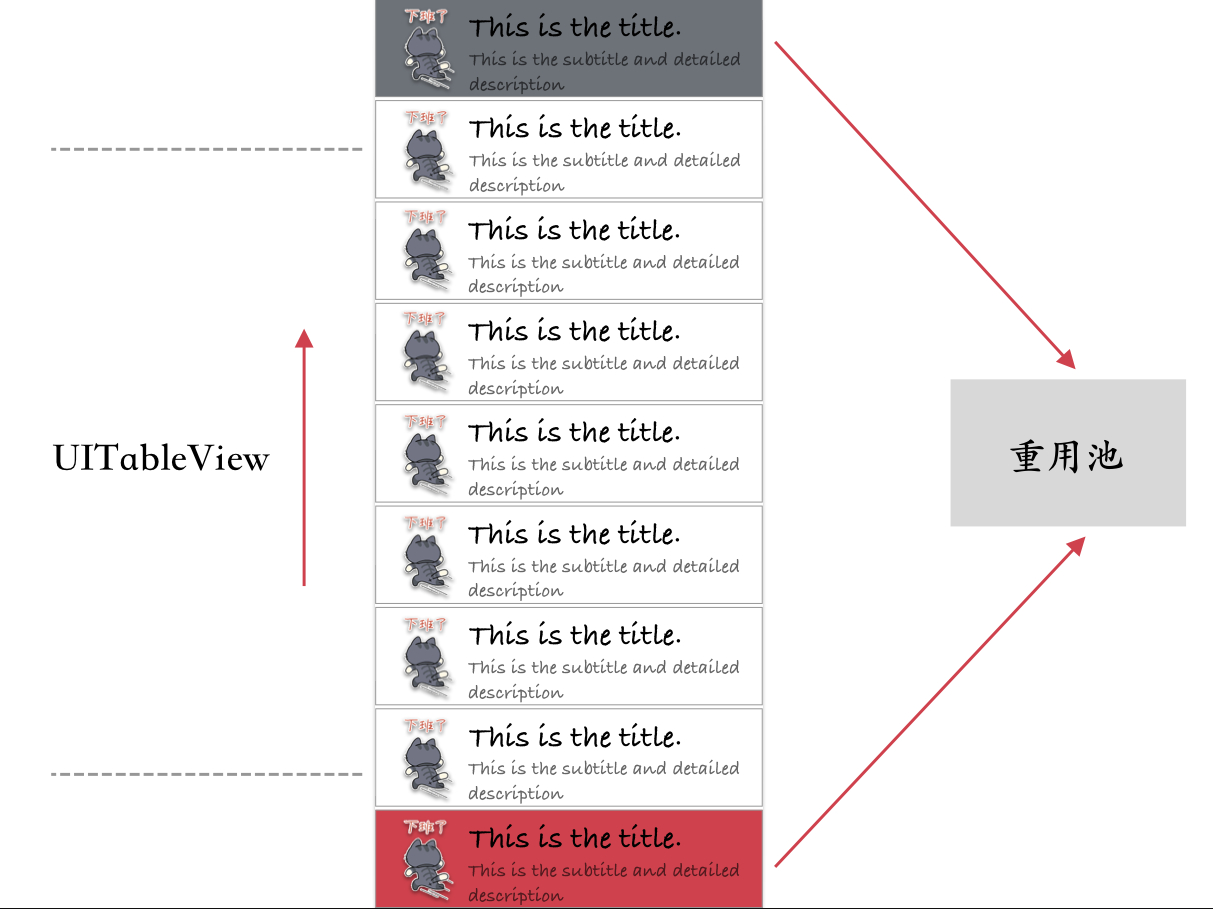 下班了
This is the title.
This is the subtitle and detailed
description
下班了
This is the title.
This is the subtitle and detailed
description
下班了
This is the title.
This is the subtitle and detailed
description
下班了
This is the title.
This is the subtitle and detailed
description
UITableView
下班了
This is the title.
This is the subtitle and detailed
description
重用池
下班了
This is the title.
This is the subtitle and detailed
description
下班了
This is the title.
This is the subtitle and detailed
description
下班了
This is the title.
This is the subtitle and detailed
description
下班了
This is the title.
This is the subtitle and detailed
description